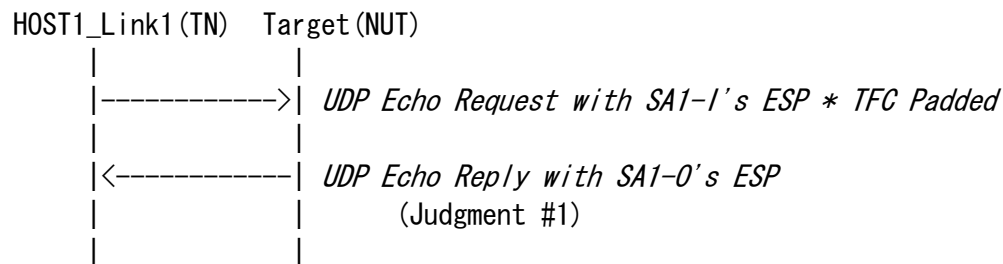 HOST1_Link1(TN)  Target(NUT)
|             |
|------------>| UDP Echo Request with SA1-I's ESP * TFC Padded
|             |
|<------------| UDP Echo Reply with SA1-O's ESP
|             |      (Judgment #1)
|             |